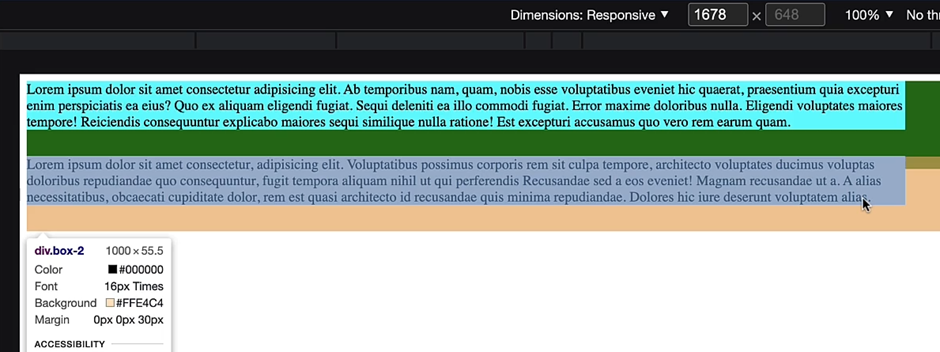 Dimensions: Responsive ▼ 1678 × 648 100% ▼ No thr
Lorem ipsum dolor sit amet consectetur adipisicing elit. Ab temporibus nam, quam, nobis esse voluptatibus eveniet hic quaerat, praesentium quia excepturi
enim perspiciatis ea eius? Quo ex aliquam eligendi fugiat. Sequi deleniti ea illo commodi fugiat. Error maxime doloribus nulla. Eligendi voluptates maiores
tempore! Reiciendis consequuntur explicabo maiores sequi similique nulla ratione! Est excepturi accusamus quo vero rem earum quam.
Lorem ipsum dolor sit amet consectetur, adipisicing elit. Voluptatibus possimus corporis rem sit culpa tempore, architecto voluptates ducimus voluptas
doloribus repudiandae quo consequuntur, fugit tempora aliquam nihil ut qui perferendis Recusandae sed a eos eveniet! Magnam recusandae ut a. A alias
necessitatibus, obcaecati cupiditate dolor, rem est quasi architecto id recusandae quis minima repudiandae. Dolores hic iure deserunt voluptatem alias.
div.box-2 1000 × 55.5
Color #000000
Font 16px Times
Background #FFE4C4
Margin 0px 0px 30px
ACCESSIBILITY